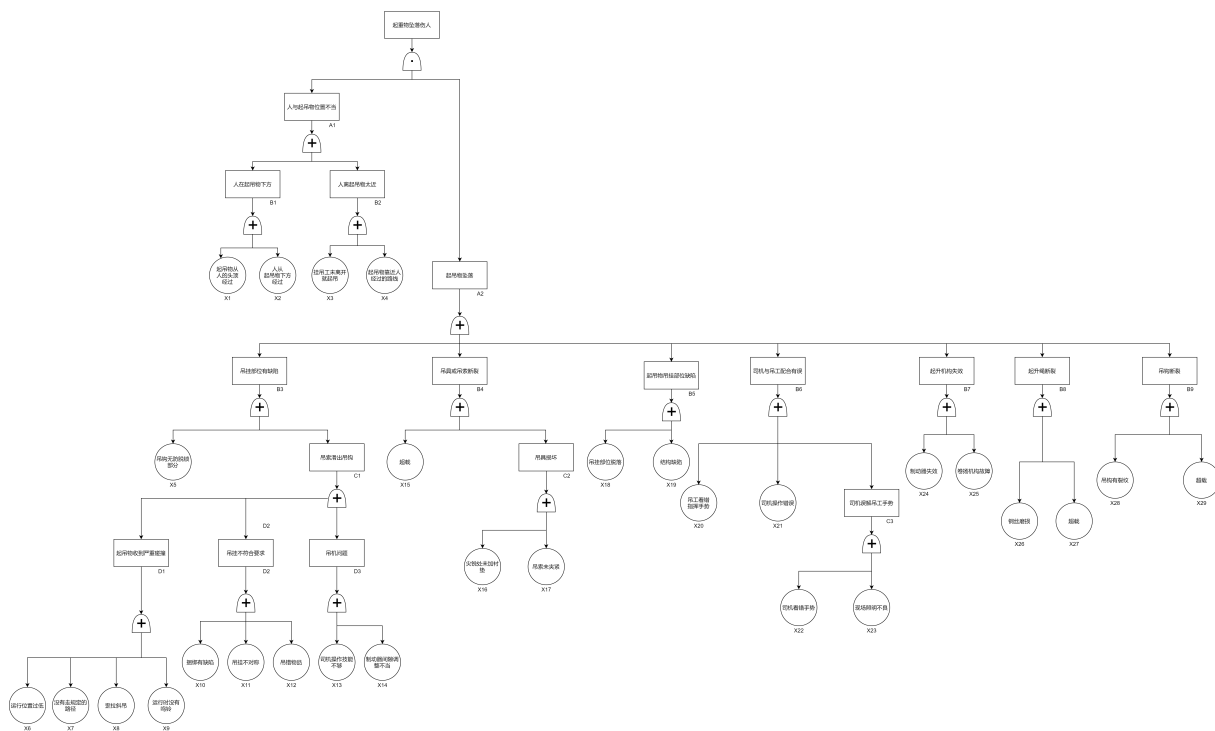 起重物坠落伤人
人与起吊物位置不当
A1
人在起吊物下方
B1
人离起吊物太近
B2
起吊物从
人的头顶
经过
X1
人从
起吊物下方
经过
X2
挂吊工未离开
就起吊
X3
起吊物靠近人
经过的路线
X4
起吊物坠落
A2
吊挂部位有缺陷
B3
吊具或吊索断裂
B4
起吊物吊挂部位缺陷
B5
司机与吊工配合有误
B6
起升机构失效
B7
起升绳断裂
B8
吊钩断裂
B9
吊钩无防脱绳
部分
X5
吊索滑出吊钩
C1
超载
X15
吊具损坏
C2
吊挂部位脱落
X18
结构缺陷
X19
吊工看错
指挥手势
X20
司机操作错误
X21
司机误解吊工手势
C3
制动器失效
X24
卷扬机构故障
X25
钢丝磨损
X26
超载
X27
吊钩有裂纹
X28
超载
X29
D2
起吊物收到严重碰撞
D1
吊挂不符合要求
D2
吊机问题
D3
尖锐处未加衬
垫
X16
吊索未夹紧
X17
司机看错手势
X22
现场照明不良
X23
捆绑有缺陷
X10
吊挂不对称
X11
吊错物品
X12
司机操作技能
不够
X13
制动器间隙调
整不当
X14
运行位置过低
X6
没有走规定的
路径
X7
歪拉斜吊
X8
运行时没有
鸣铃
X9